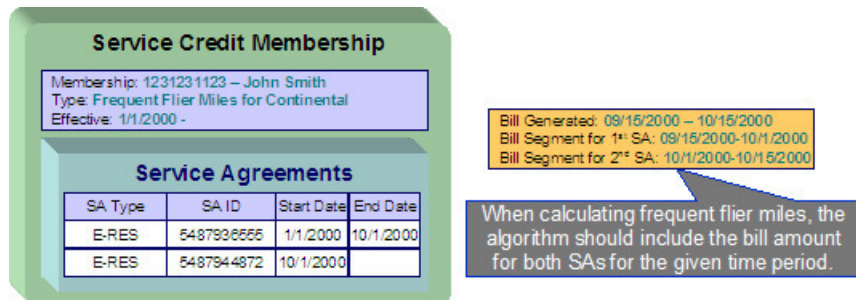 Service Credit Membership
Membership: 1231231123 – John Smith
Type: Frequent Flier Miles for Continental
Effective: 1/1/2000 -
Service Agreements
SA Type SA ID Start Date End Date
E-RES 5487936555 1/1/2000 10/1/2000
E-RES 5487944872 10/1/2000
Bill Generated: 09/15/2000 – 10/15/2000
Bill Segment for 1st SA: 09/15/2000-10/1/2000
Bill Segment for 2nd SA: 10/1/2000-10/15/2000
When calculating frequent flier miles, the
algorithm should include the bill amount
for both SAs for the given time period.